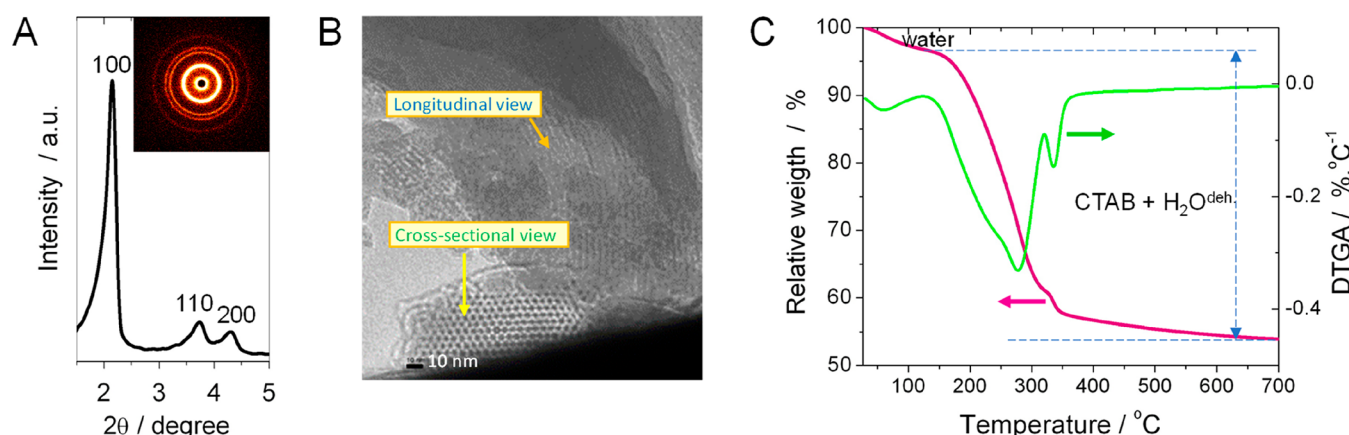 A
100
110
200
Intensity / a.u.
2
3
4
5
2θ / degree
B
Longitudinal view
Cross-sectional view
10 nm
C
100
90
80
70
60
50
Relative weigth / %
water
CTAB + H₂O^deh.
0.0
-0.2
-0.4
DTGA / %.°C⁻¹
100
200
300
400
500
600
700
Temperature / °C